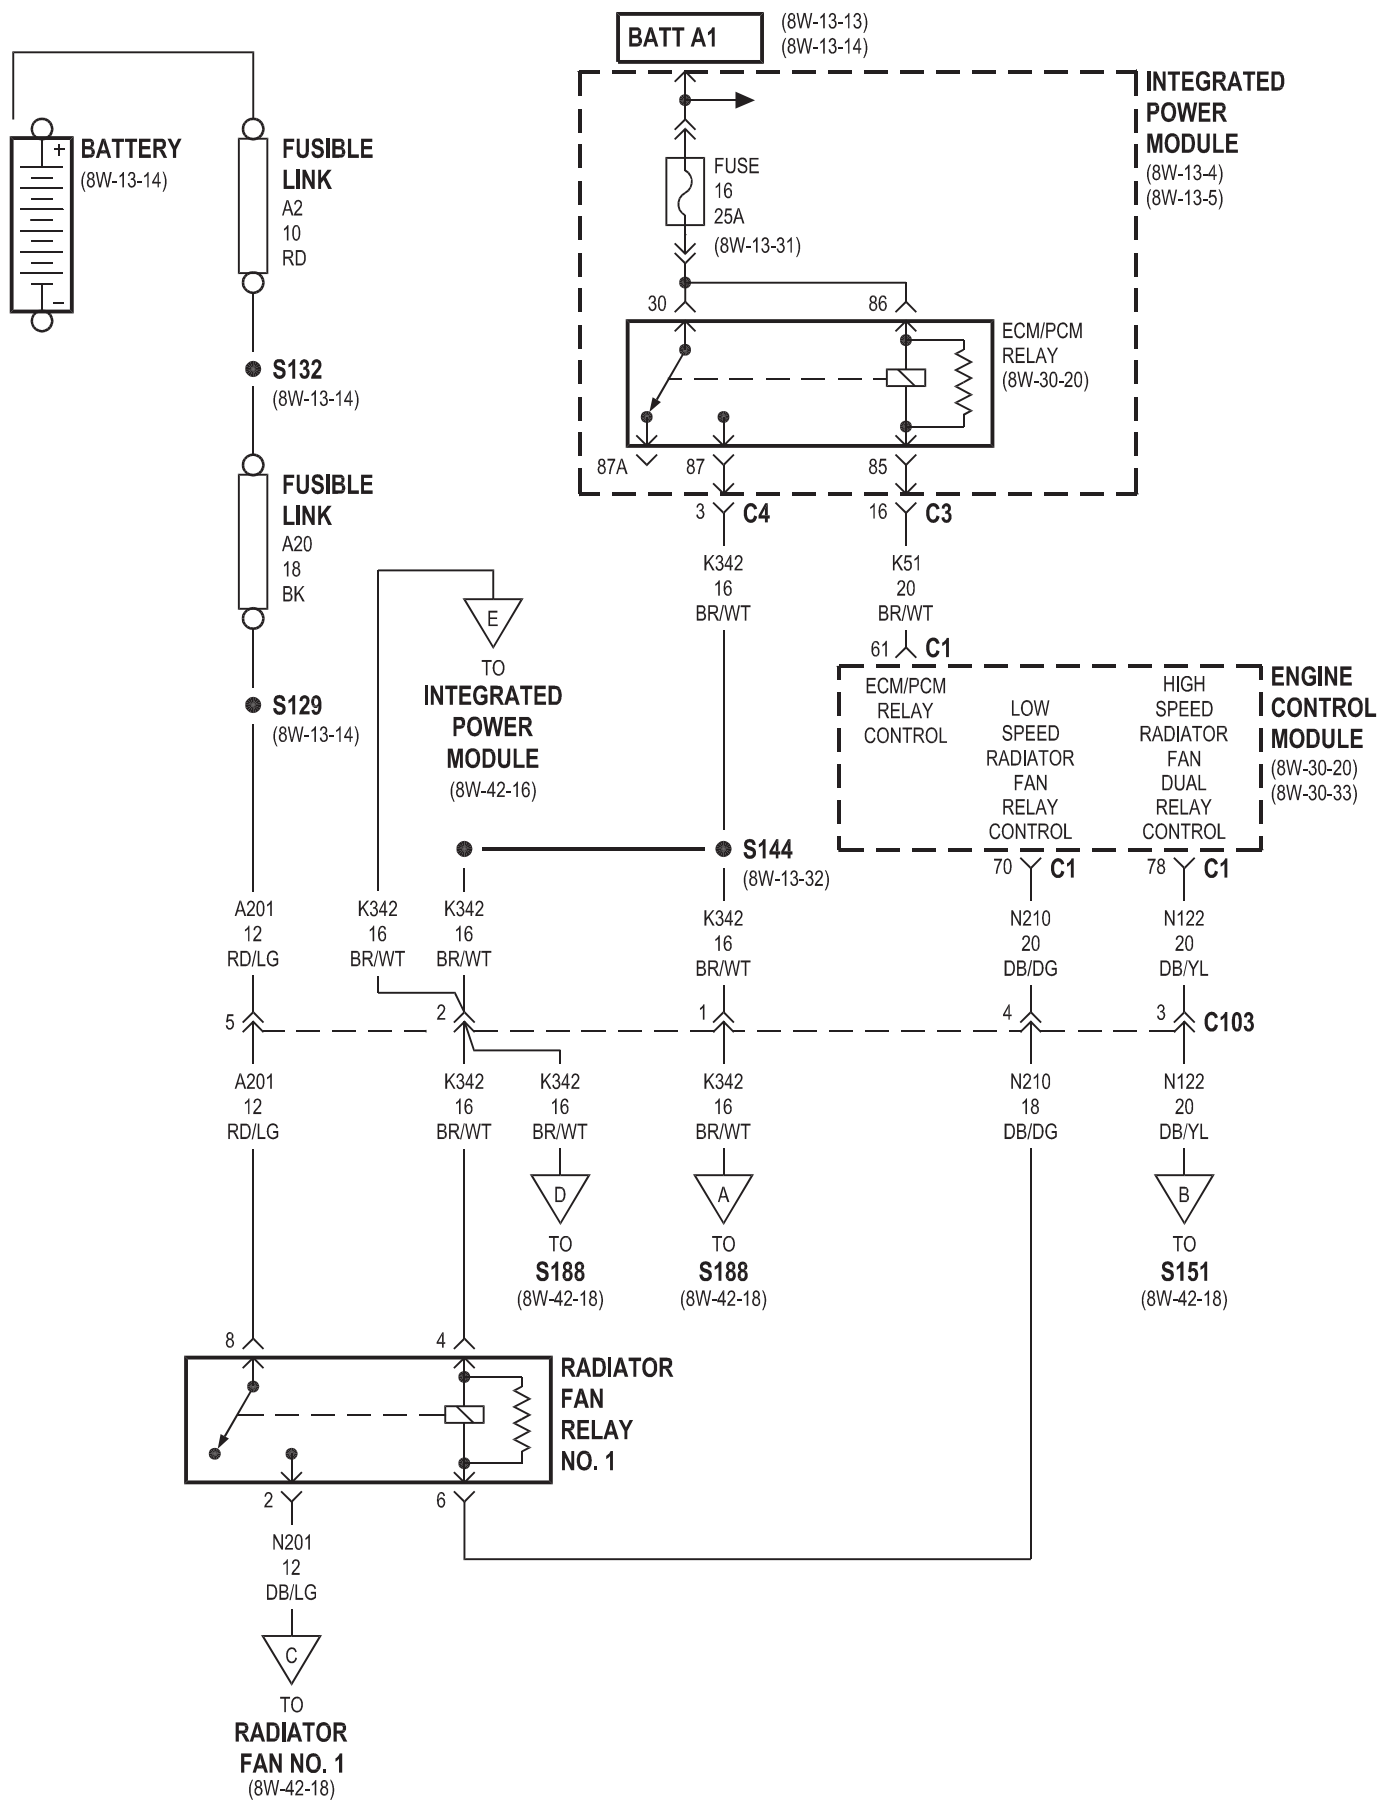 BATT A1
(8W-13-13)
(8W-13-14)
INTEGRATED
POWER
MODULE
(8W-13-4)
(8W-13-5)
+
−
BATTERY
(8W-13-14)
FUSIBLE
LINK
A2
10
RD
FUSE
16
25A
(8W-13-31)
30
86
ECM/PCM
RELAY
(8W-30-20)
S132
(8W-13-14)
87A
87
85
3
C4
16
C3
FUSIBLE
LINK
A20
18
BK
K342
16
BR/WT
K51
20
BR/WT
61
C1
E
TO
INTEGRATED
POWER
MODULE
(8W-42-16)
S129
(8W-13-14)
ECM/PCM
RELAY
CONTROL
LOW
SPEED
RADIATOR
FAN
RELAY
CONTROL
HIGH
SPEED
RADIATOR
FAN
DUAL
RELAY
CONTROL
ENGINE
CONTROL
MODULE
(8W-30-20)
(8W-30-33)
S144
(8W-13-32)
70
C1
78
C1
A201
12
RD/LG
K342
16
BR/WT
K342
16
BR/WT
K342
16
BR/WT
N210
20
DB/DG
N122
20
DB/YL
5
2
1
4
3
C103
A201
12
RD/LG
K342
16
BR/WT
K342
16
BR/WT
K342
16
BR/WT
N210
18
DB/DG
N122
20
DB/YL
D
TO
S188
(8W-42-18)
A
TO
S188
(8W-42-18)
B
TO
S151
(8W-42-18)
8
4
RADIATOR
FAN
RELAY
NO. 1
2
6
N201
12
DB/LG
C
TO
RADIATOR
FAN NO. 1
(8W-42-18)